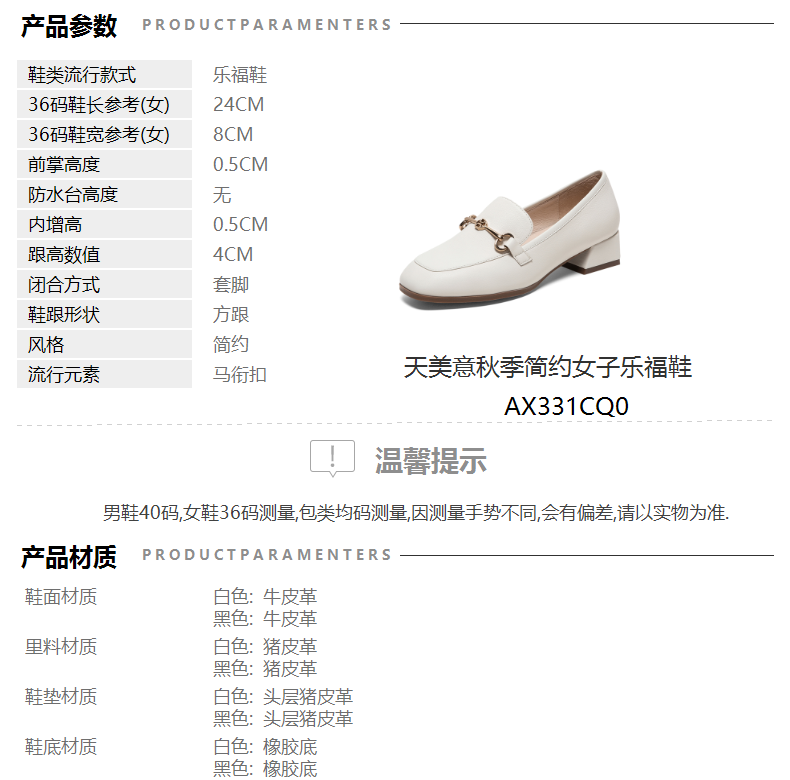 产品参数 PRODUCTPARAMENTERS
鞋类流行款式 乐福鞋
36码鞋长参考(女) 24CM
36码鞋宽参考(女) 8CM
前掌高度 0.5CM
防水台高度 无
内增高 0.5CM
跟高数值 4CM
闭合方式 套脚
鞋跟形状 方跟
风格 简约
流行元素 马衔扣
天美意秋季简约女子乐福鞋
AX331CQ0
温馨提示
男鞋40码,女鞋36码测量,包类均码测量,因测量手势不同,会有偏差,请以实物为准.
产品材质 PRODUCTPARAMENTERS
鞋面材质 白色: 牛皮革
黑色: 牛皮革
里料材质 白色: 猪皮革
黑色: 猪皮革
鞋垫材质 白色: 头层猪皮革
黑色: 头层猪皮革
鞋底材质 白色: 橡胶底
黑色: 橡胶底